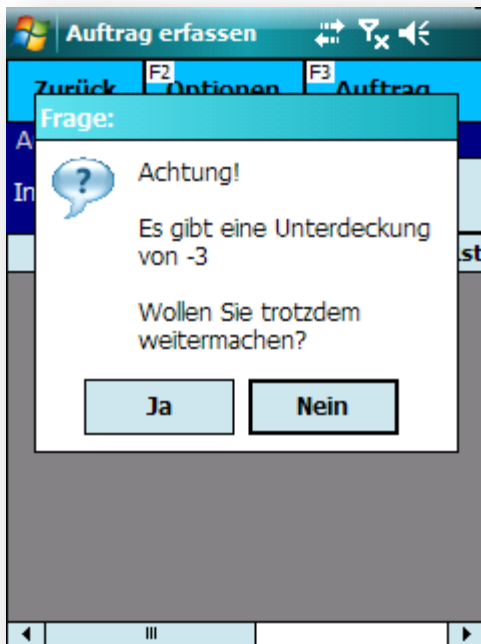 Auftrag erfassen
Zurück F2 Optionen F3 Auftrag
Frage:
Achtung!
Es gibt eine Unterdeckung
von -3
Wollen Sie trotzdem
weitermachen?
Ja Nein